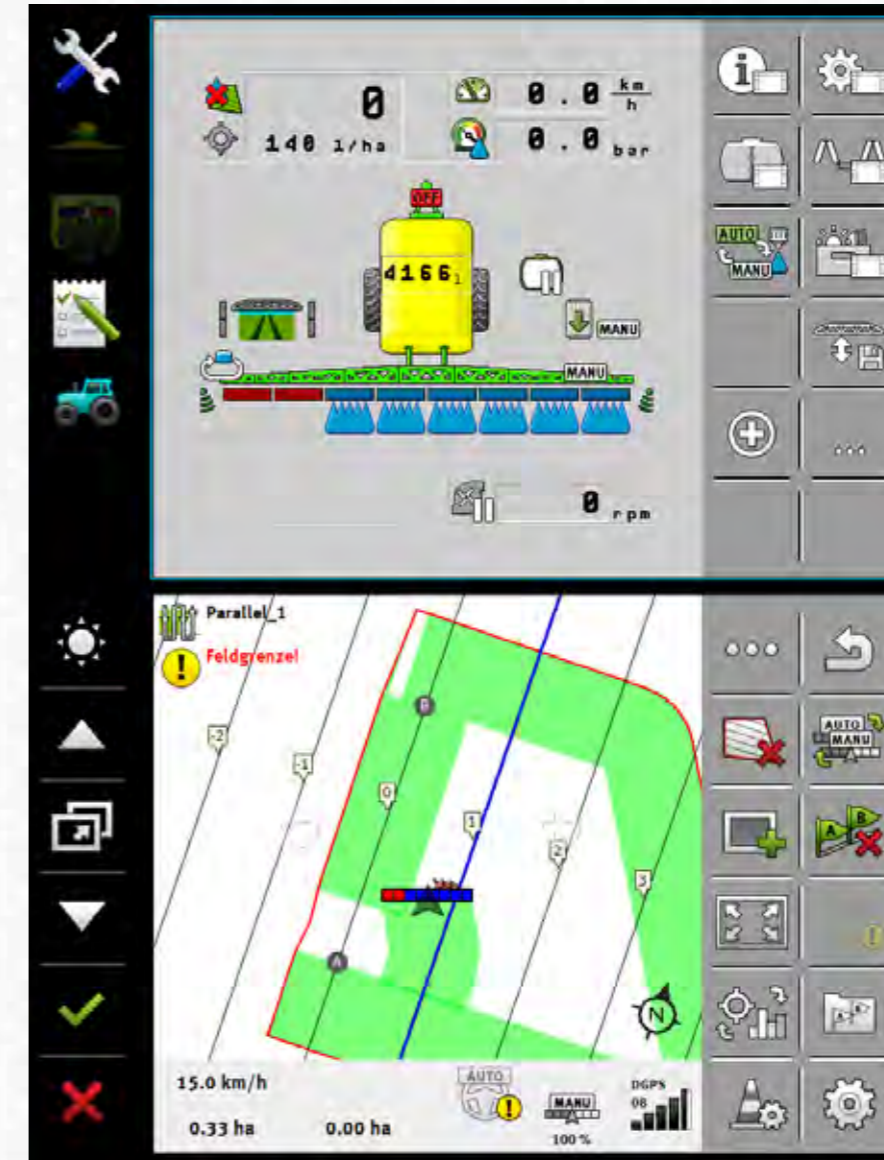 0
0.0 km/h
140 l/ha
0.0 bar
OFF
4166 l
AUTO
MANU
MANU
MANU
0 rpm
Parallel_1
Feldgrenze!
AUTO
MANU
B
A B
-2
-1
0
1
2
3
A
N
A B
15.0 km/h
AUTO
DGPS
08
MANU
0.33 ha
0.00 ha
100 %